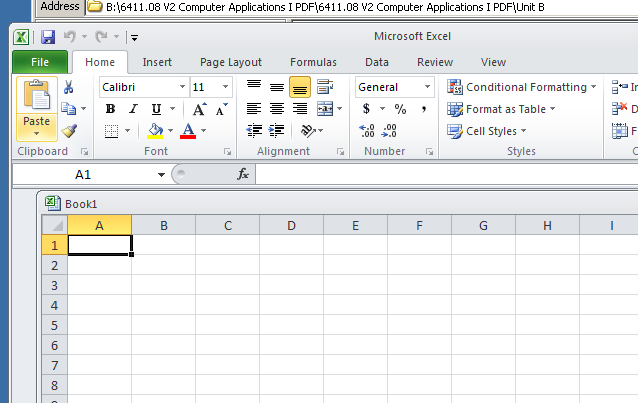 Address B:\6411.08 V2 Computer Applications I PDF\6411.08 V2 Computer Applications I PDF\Unit B
Microsoft Excel
File Home Insert Page Layout Formulas Data Review View
Calibri 11 General Conditional Formatting
B I U A A $ % , Format as Table
Paste A .00 .00 Cell Styles
Clipboard Font Alignment Number Styles
A1 fx
Book1
A B C D E F G H I
1
2
3
4
5
6
7
8